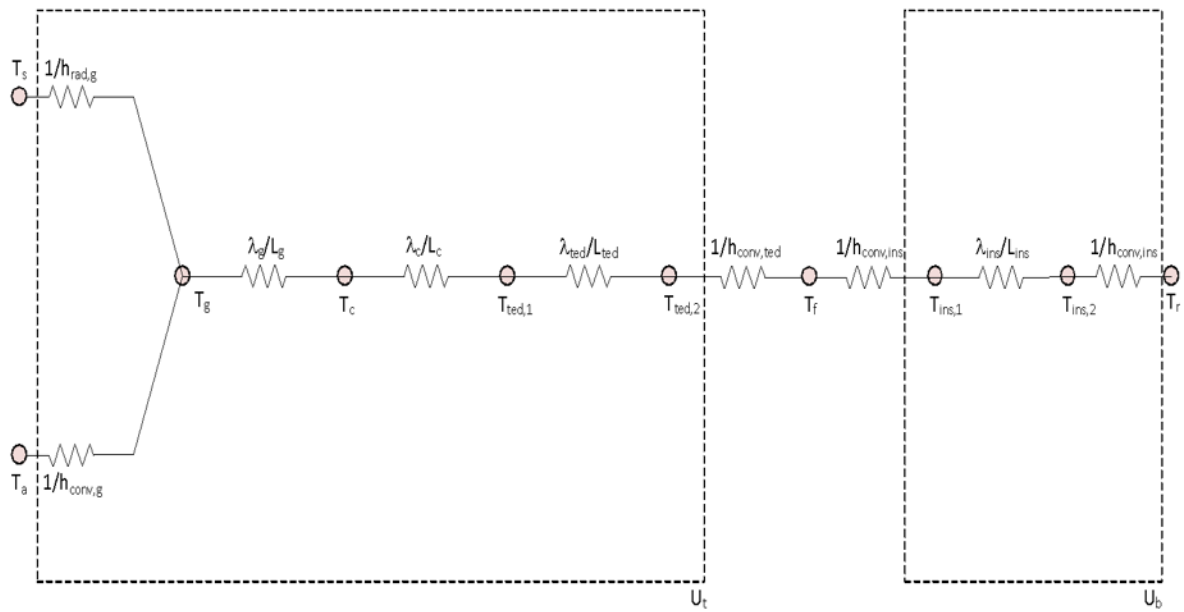 T_s 1/h_rad,g
λ_g/L_g λ_c/L_c λ_ted/L_ted 1/h_conv,ted 1/h_conv,ins λ_ins/L_ins 1/h_conv,ins
T_g T_c T_ted,1 T_ted,2 T_f T_ins,1 T_ins,2 T_r
T_a 1/h_conv,g
U_t U_b